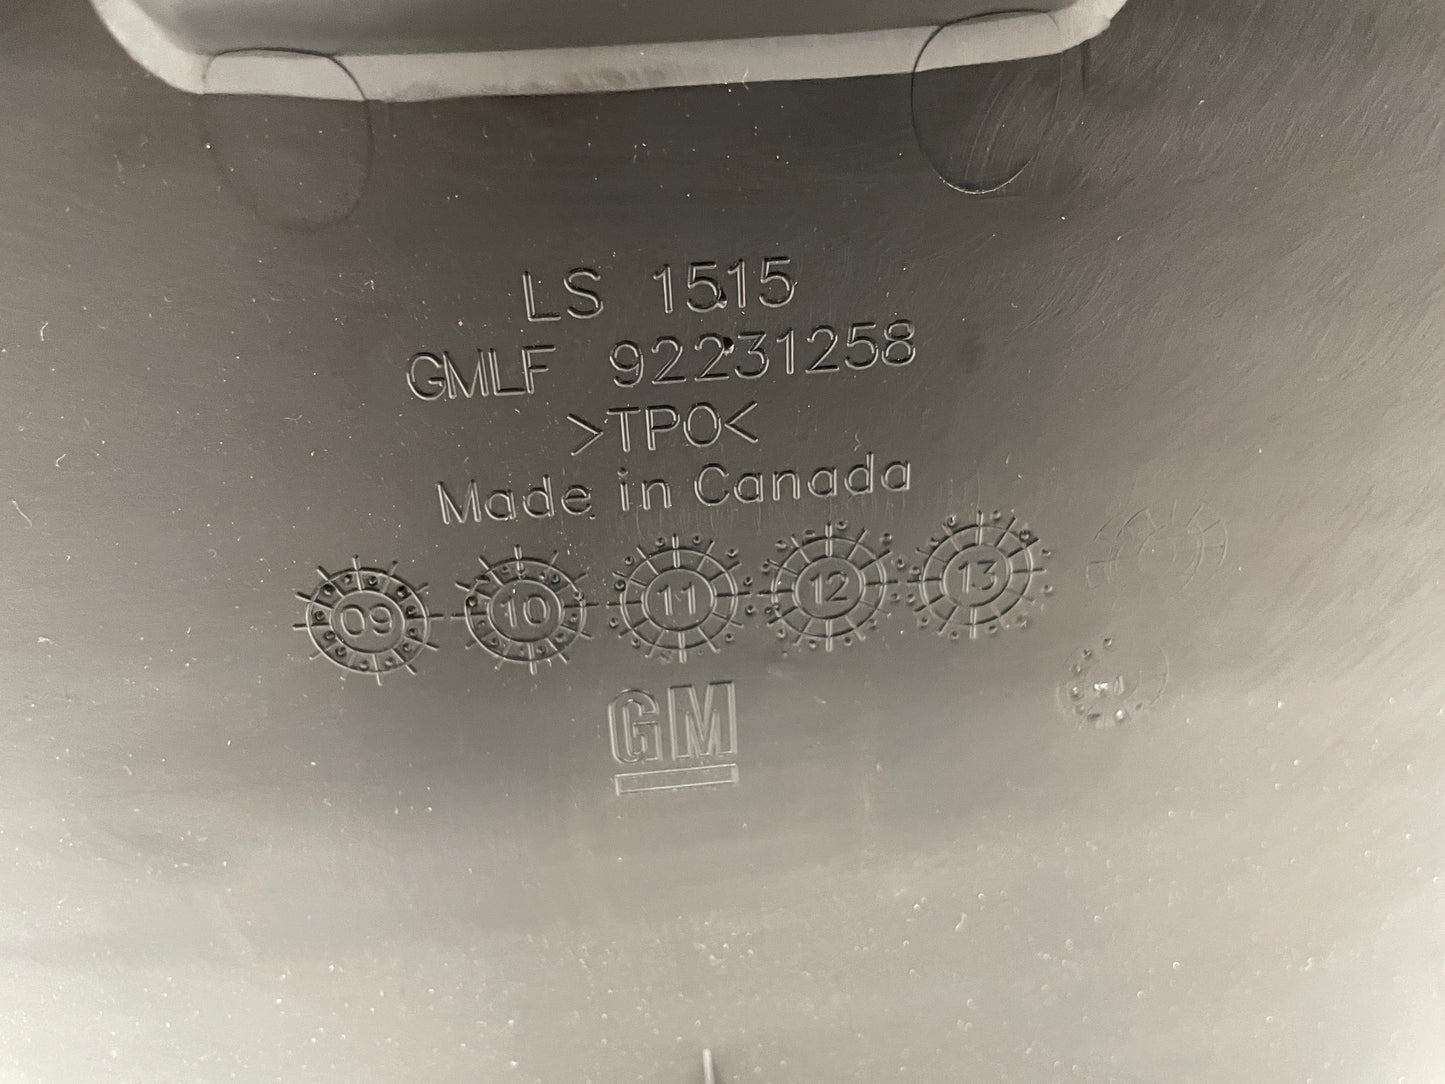 LS 1515
GMLF 92231258
>TPO<
Made in Canada
09 10 11 12 13
GM